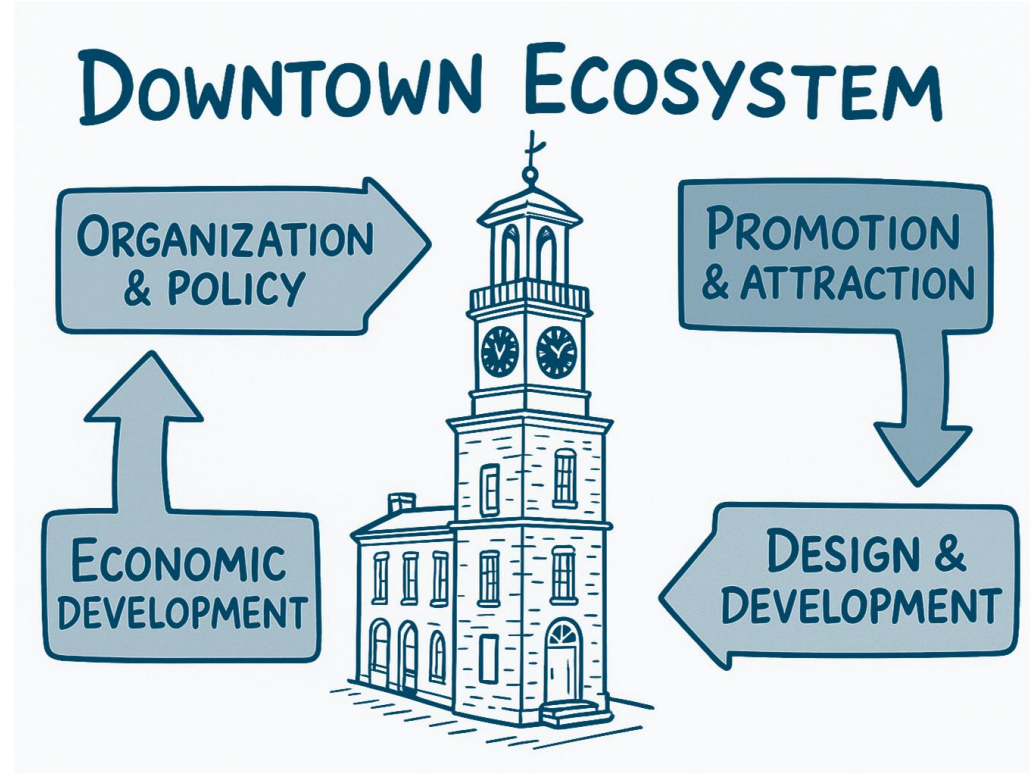 DOWNTOWN ECOSYSTEM
ORGANIZATION
& POLICY
PROMOTION
& ATTRACTION
ECONOMIC
DEVELOPMENT
DESIGN &
DEVELOPMENT